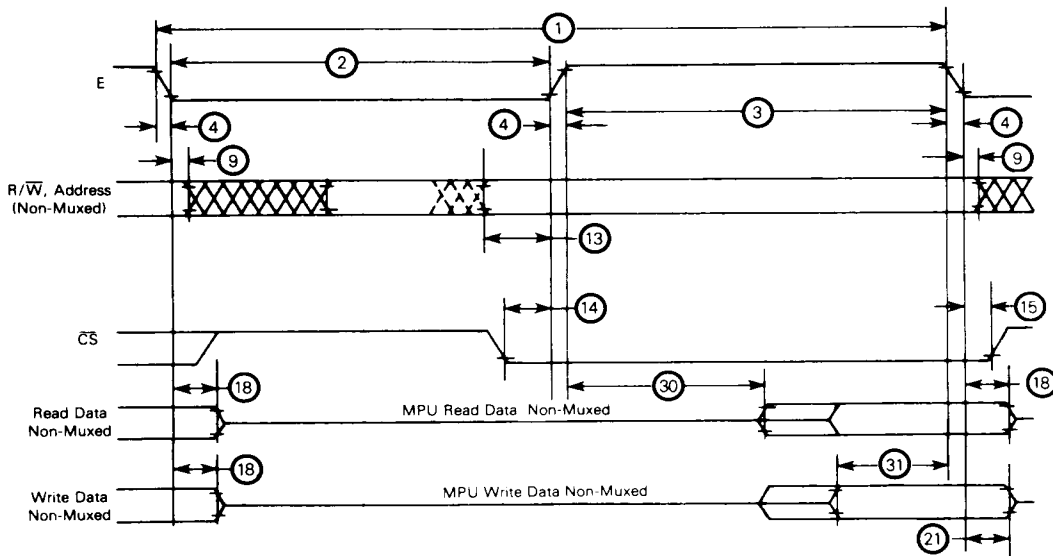 1
2
E
3
4
4
4
9
9
R/W̅, Address
(Non-Muxed)
13
14
15
C̅S̅
18
30
18
Read Data
Non-Muxed
MPU Read Data Non-Muxed
18
31
Write Data
Non-Muxed
MPU Write Data Non-Muxed
21